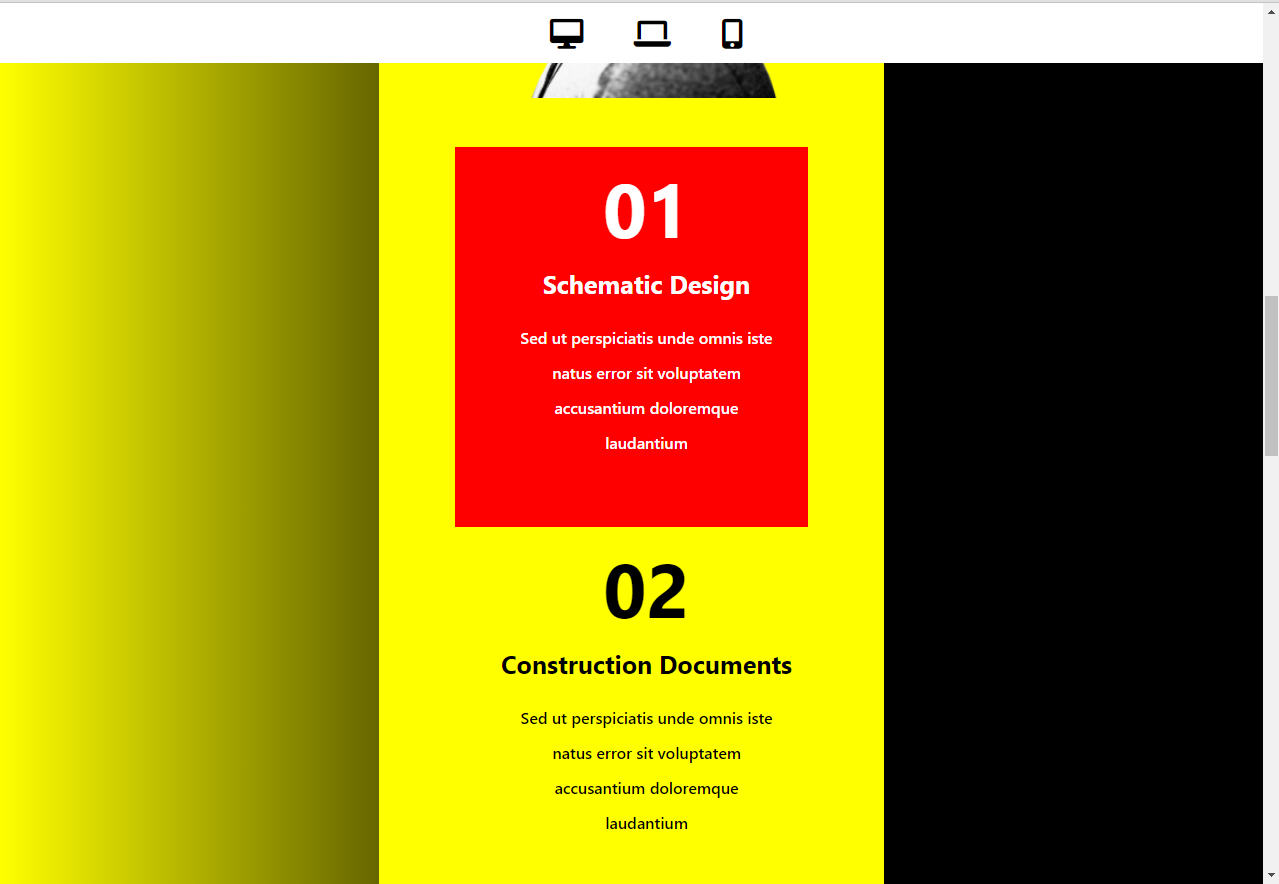 01
Schematic Design
Sed ut perspiciatis unde omnis iste
natus error sit voluptatem
accusantium doloremque
laudantium
02
Construction Documents
Sed ut perspiciatis unde omnis iste
natus error sit voluptatem
accusantium doloremque
laudantium